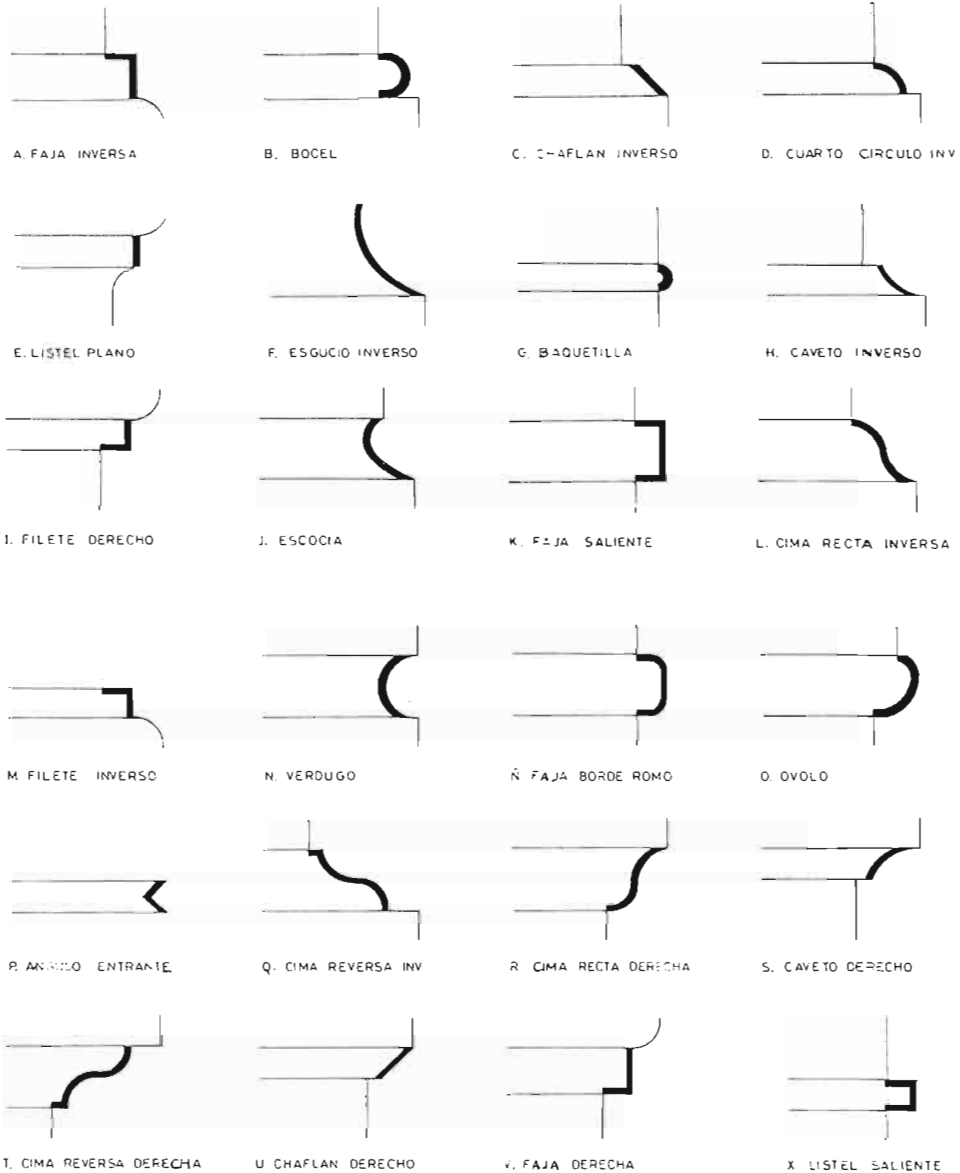 A. FAJA INVERSA
B. BOCEL
C. CHAFLAN INVERSO
D. CUARTO CIRCULO INV
E. LISTEL PLANO
F. ESGUCIO INVERSO
G. BAQUETILLA
H. CAVETO INVERSO
I. FILETE DERECHO
J. ESCOCIA
K. FAJA SALIENTE
L. CIMA RECTA INVERSA
M. FILETE INVERSO
N. VERDUGO
Ñ. FAJA BORDE ROMO
O. OVOLO
P. ANGULO ENTRANTE
Q. CIMA REVERSA INV
R. CIMA RECTA DERECHA
S. CAVETO DERECHO
T. CIMA REVERSA DERECHA
U CHAFLAN DERECHO
V. FAJA DERECHA
X. LISTEL SALIENTE